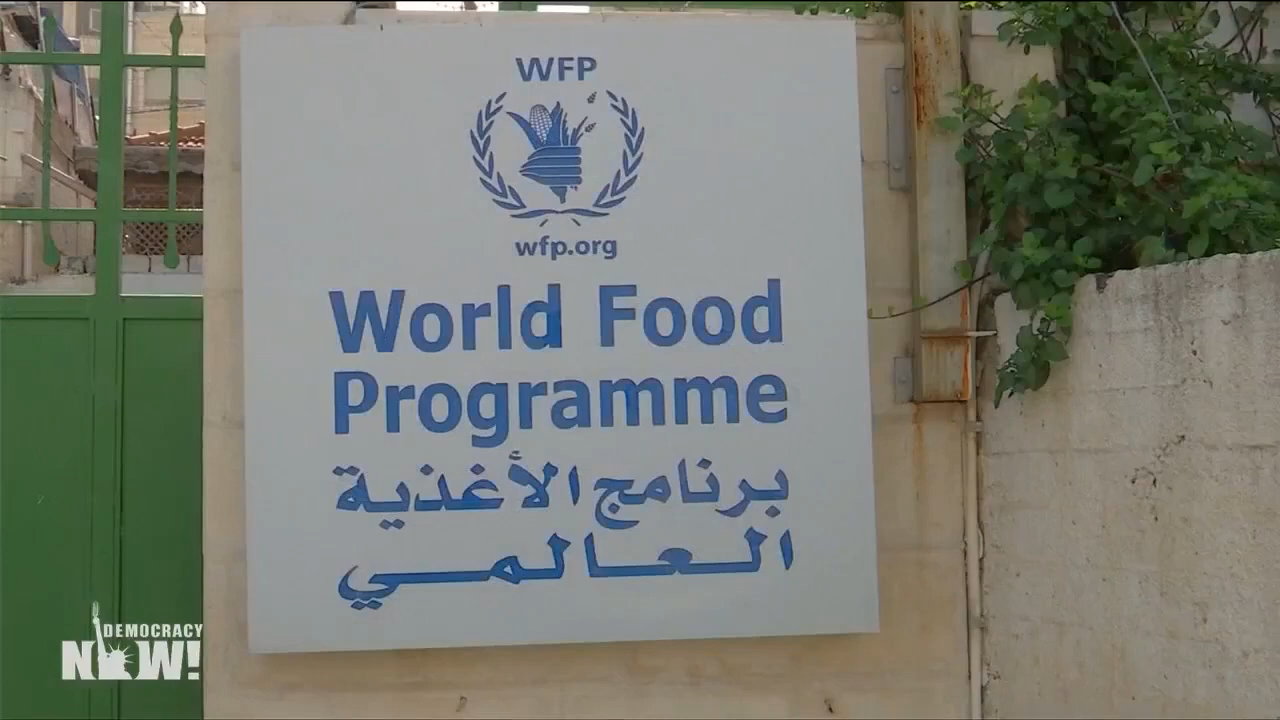 WFP
wfp.org
World Food
Programme
برنامج الأغذية
العالمي
DEMOCRACY
NOW!